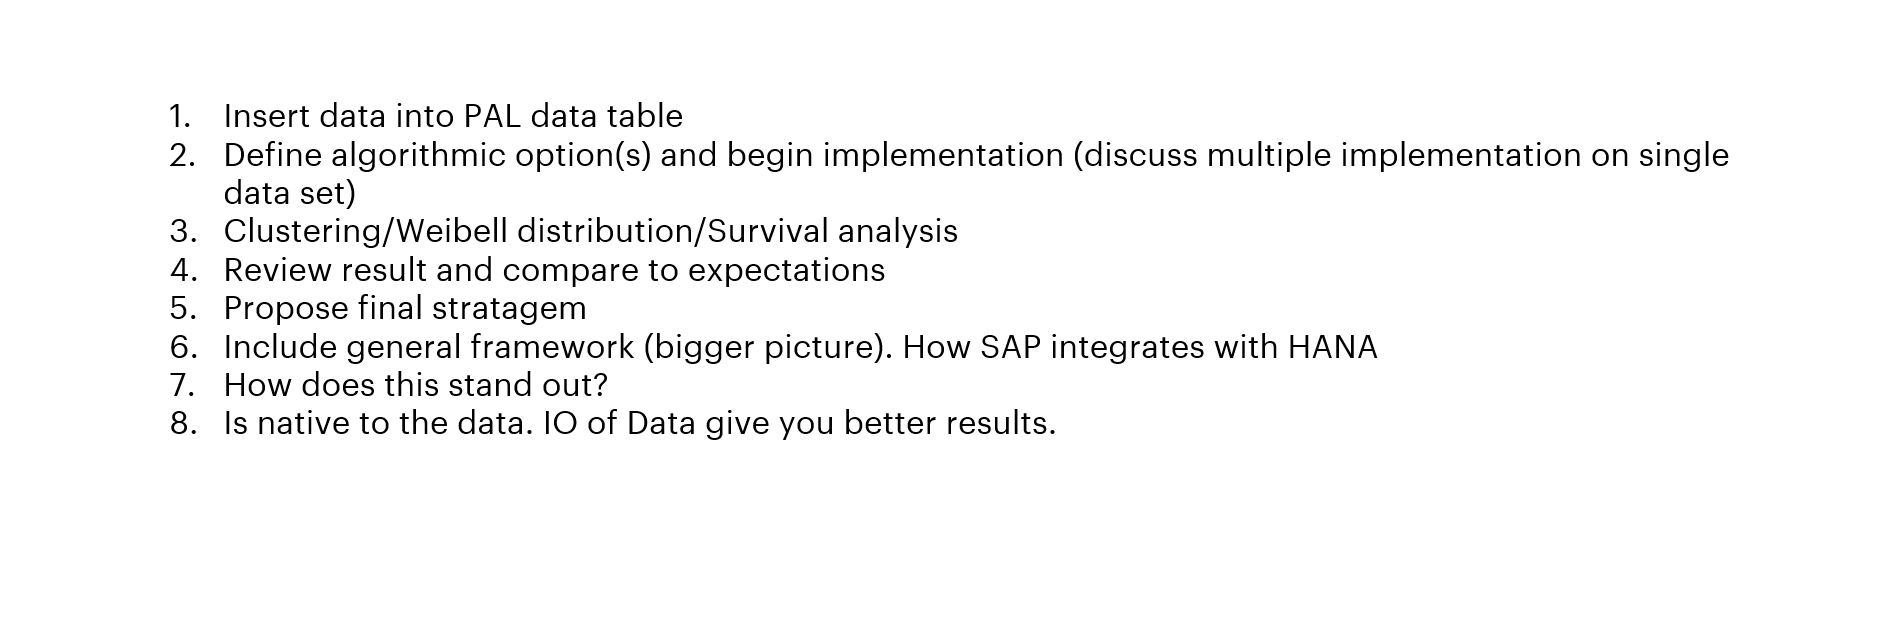 1. Insert data into PAL data table
2. Define algorithmic option(s) and begin implementation (discuss multiple implementation on single
data set)
3. Clustering/Weibell distribution/Survival analysis
4. Review result and compare to expectations
5. Propose final stratagem
6. Include general framework (bigger picture). How SAP integrates with HANA
7. How does this stand out?
8. Is native to the data. IO of Data give you better results.